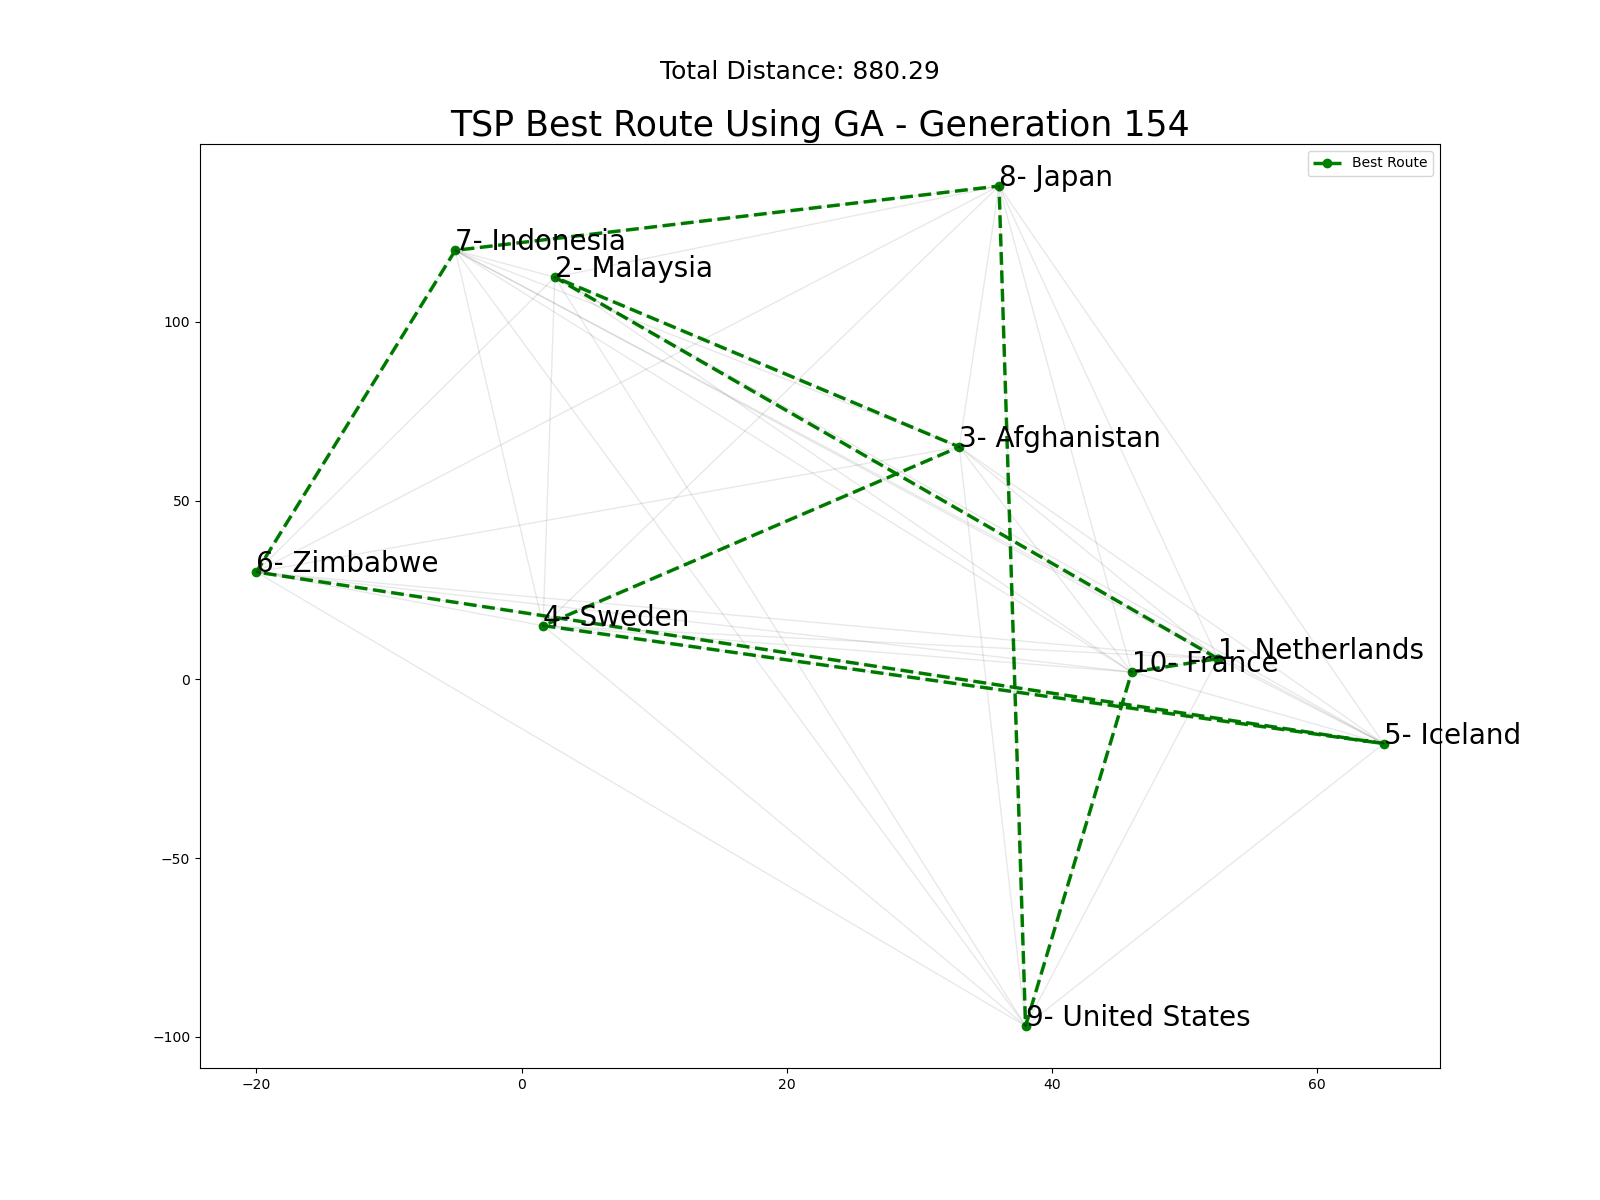 Total Distance: 880.29
TSP Best Route Using GA - Generation 154
Best Route
8- Japan
7- Indonesia
2- Malaysia
100
3- Afghanistan
50
6- Zimbabwe
4- Sweden
1- Netherlands
10- France
0
5- Iceland
−50
9- United States
−100
−20 0 20 40 60